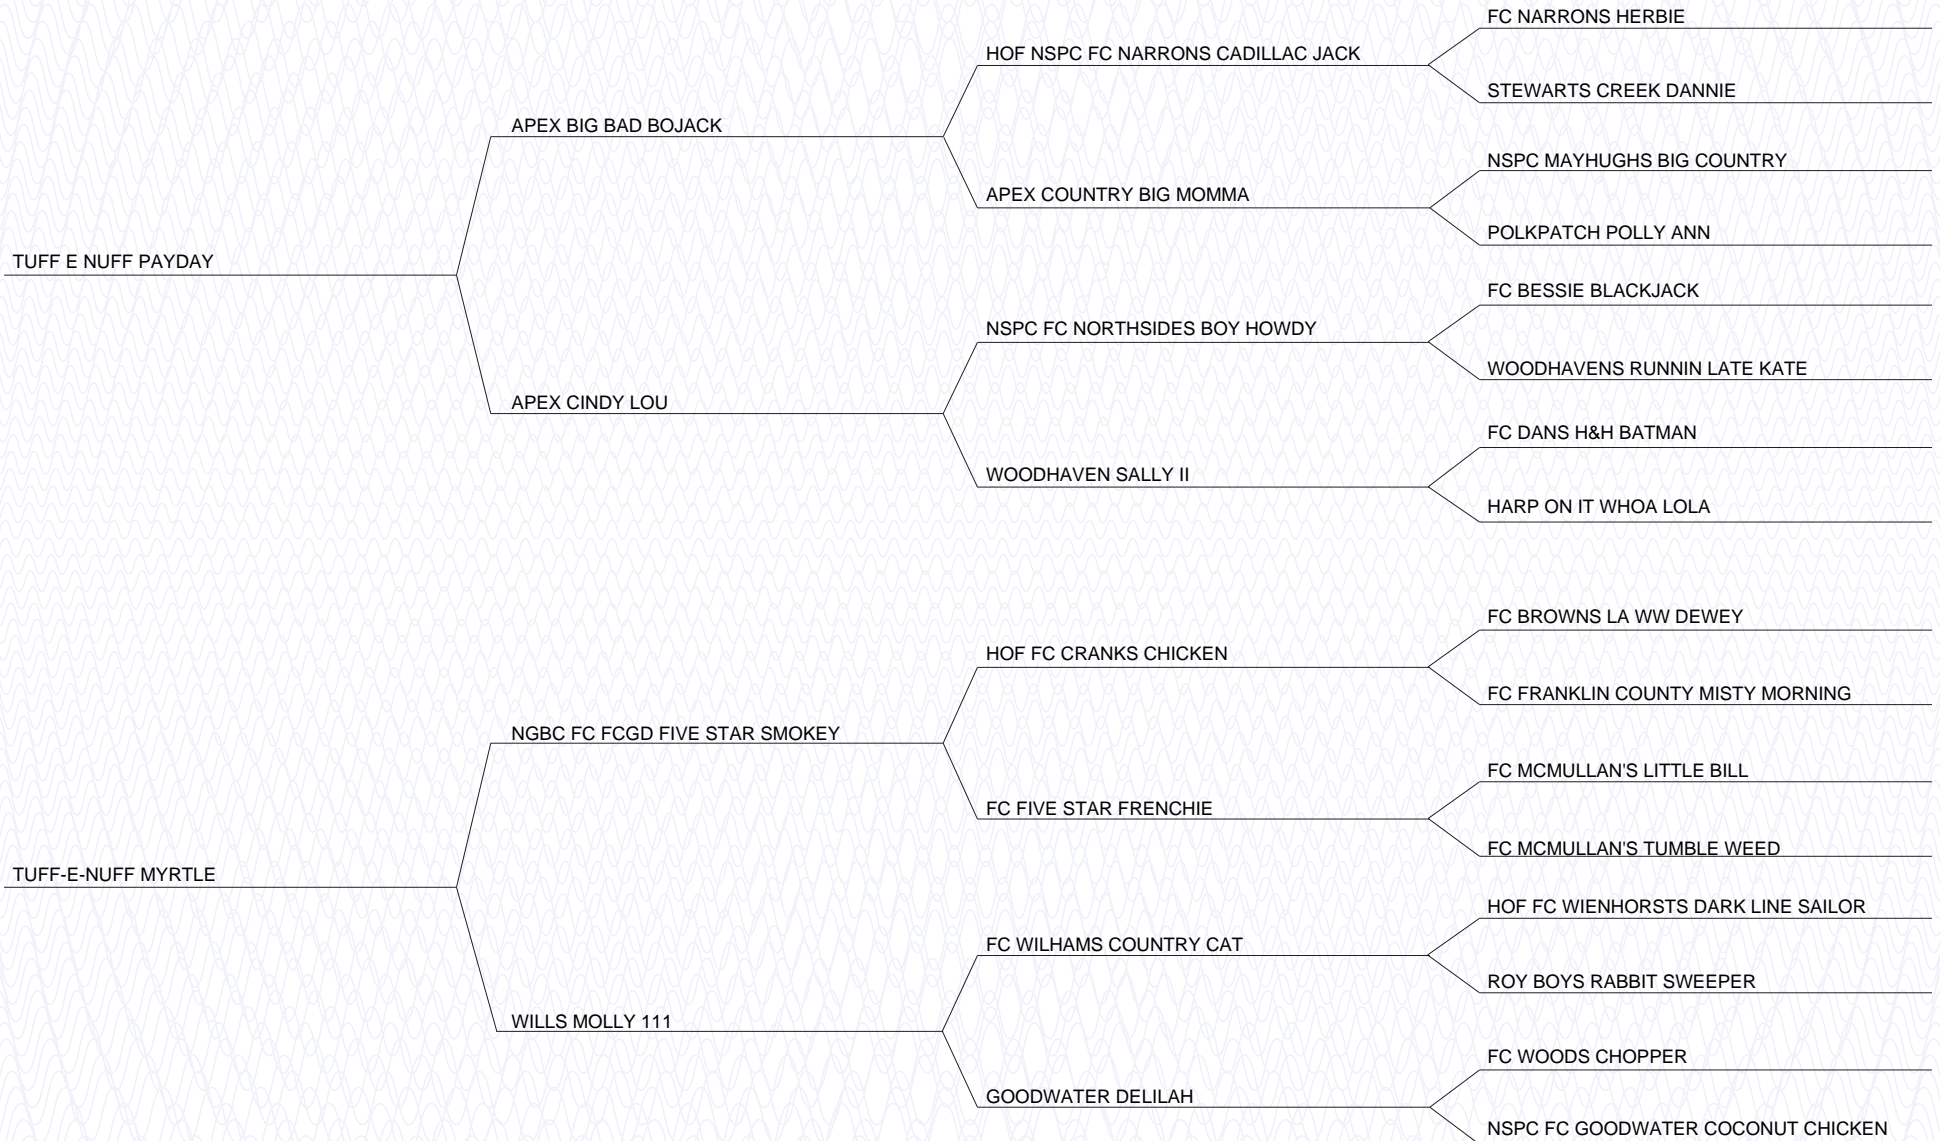 FC NARRONS HERBIE
HOF NSPC FC NARRONS CADILLAC JACK
STEWARTS CREEK DANNIE
APEX BIG BAD BOJACK
NSPC MAYHUGHS BIG COUNTRY
APEX COUNTRY BIG MOMMA
POLKPATCH POLLY ANN
TUFF E NUFF PAYDAY
FC BESSIE BLACKJACK
NSPC FC NORTHSIDES BOY HOWDY
WOODHAVENS RUNNIN LATE KATE
APEX CINDY LOU
FC DANS H&H BATMAN
WOODHAVEN SALLY II
HARP ON IT WHOA LOLA
FC BROWNS LA WW DEWEY
HOF FC CRANKS CHICKEN
FC FRANKLIN COUNTY MISTY MORNING
NGBC FC FCGD FIVE STAR SMOKEY
FC MCMULLAN'S LITTLE BILL
FC FIVE STAR FRENCHIE
FC MCMULLAN'S TUMBLE WEED
TUFF-E-NUFF MYRTLE
HOF FC WIENHORSTS DARK LINE SAILOR
FC WILHAMS COUNTRY CAT
ROY BOYS RABBIT SWEEPER
WILLS MOLLY 111
FC WOODS CHOPPER
GOODWATER DELILAH
NSPC FC GOODWATER COCONUT CHICKEN